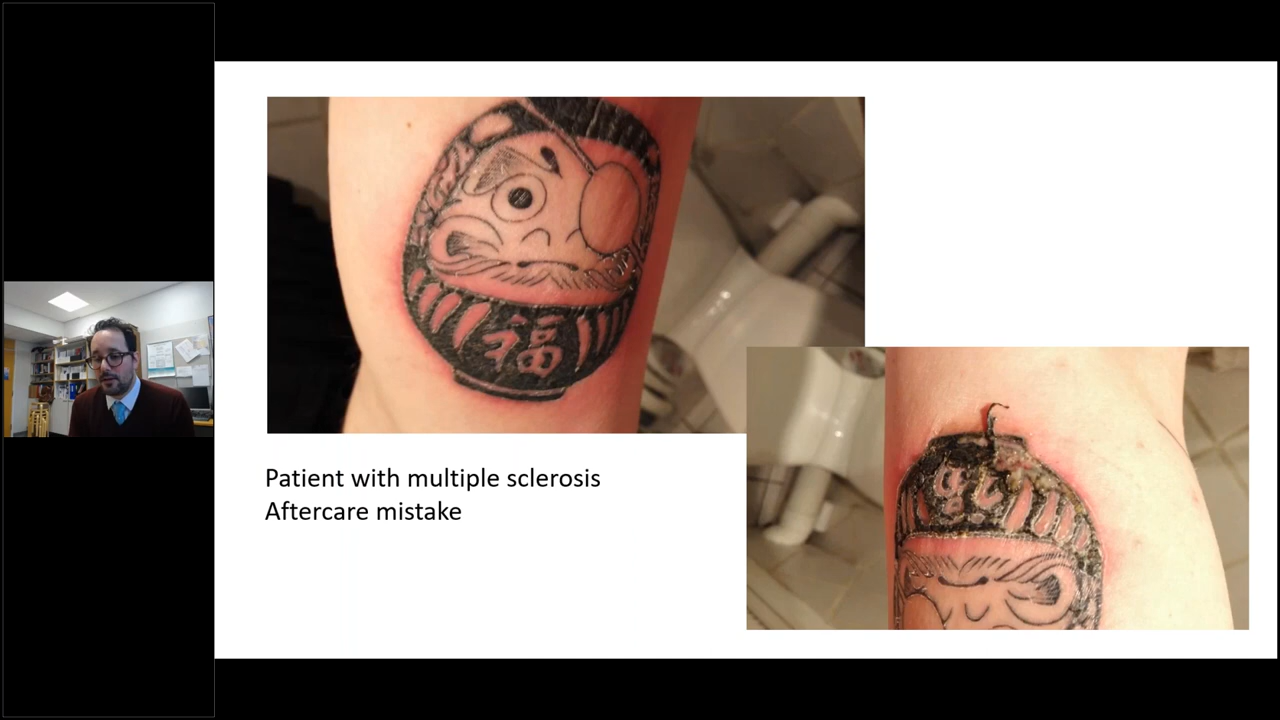 福
Patient with multiple sclerosis
Aftercare mistake